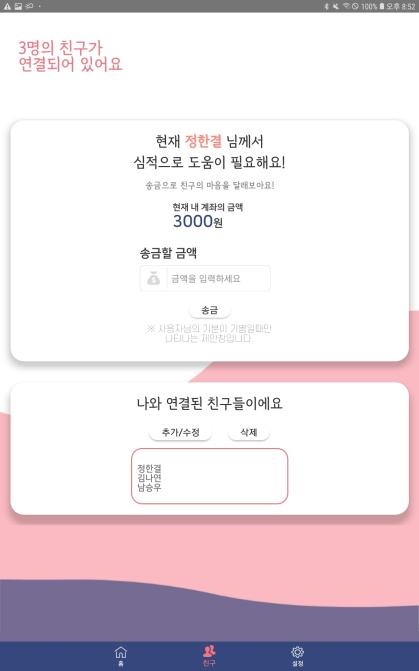 100% 오후 8:52
3명의 친구가
연결되어 있어요
현재 정한결 님께서
심적으로 도움이 필요해요!
송금으로 친구의 마음을 달래보아요!
현재 내 계좌의 금액
3000원
송금할 금액
금액을 입력하세요
송금
※ 사용자님의 기분이 기쁨일때만
나타나는 제안창입니다.
나와 연결된 친구들이에요
추가/수정 삭제
정한결
김나연
남승우
홈 친구 설정